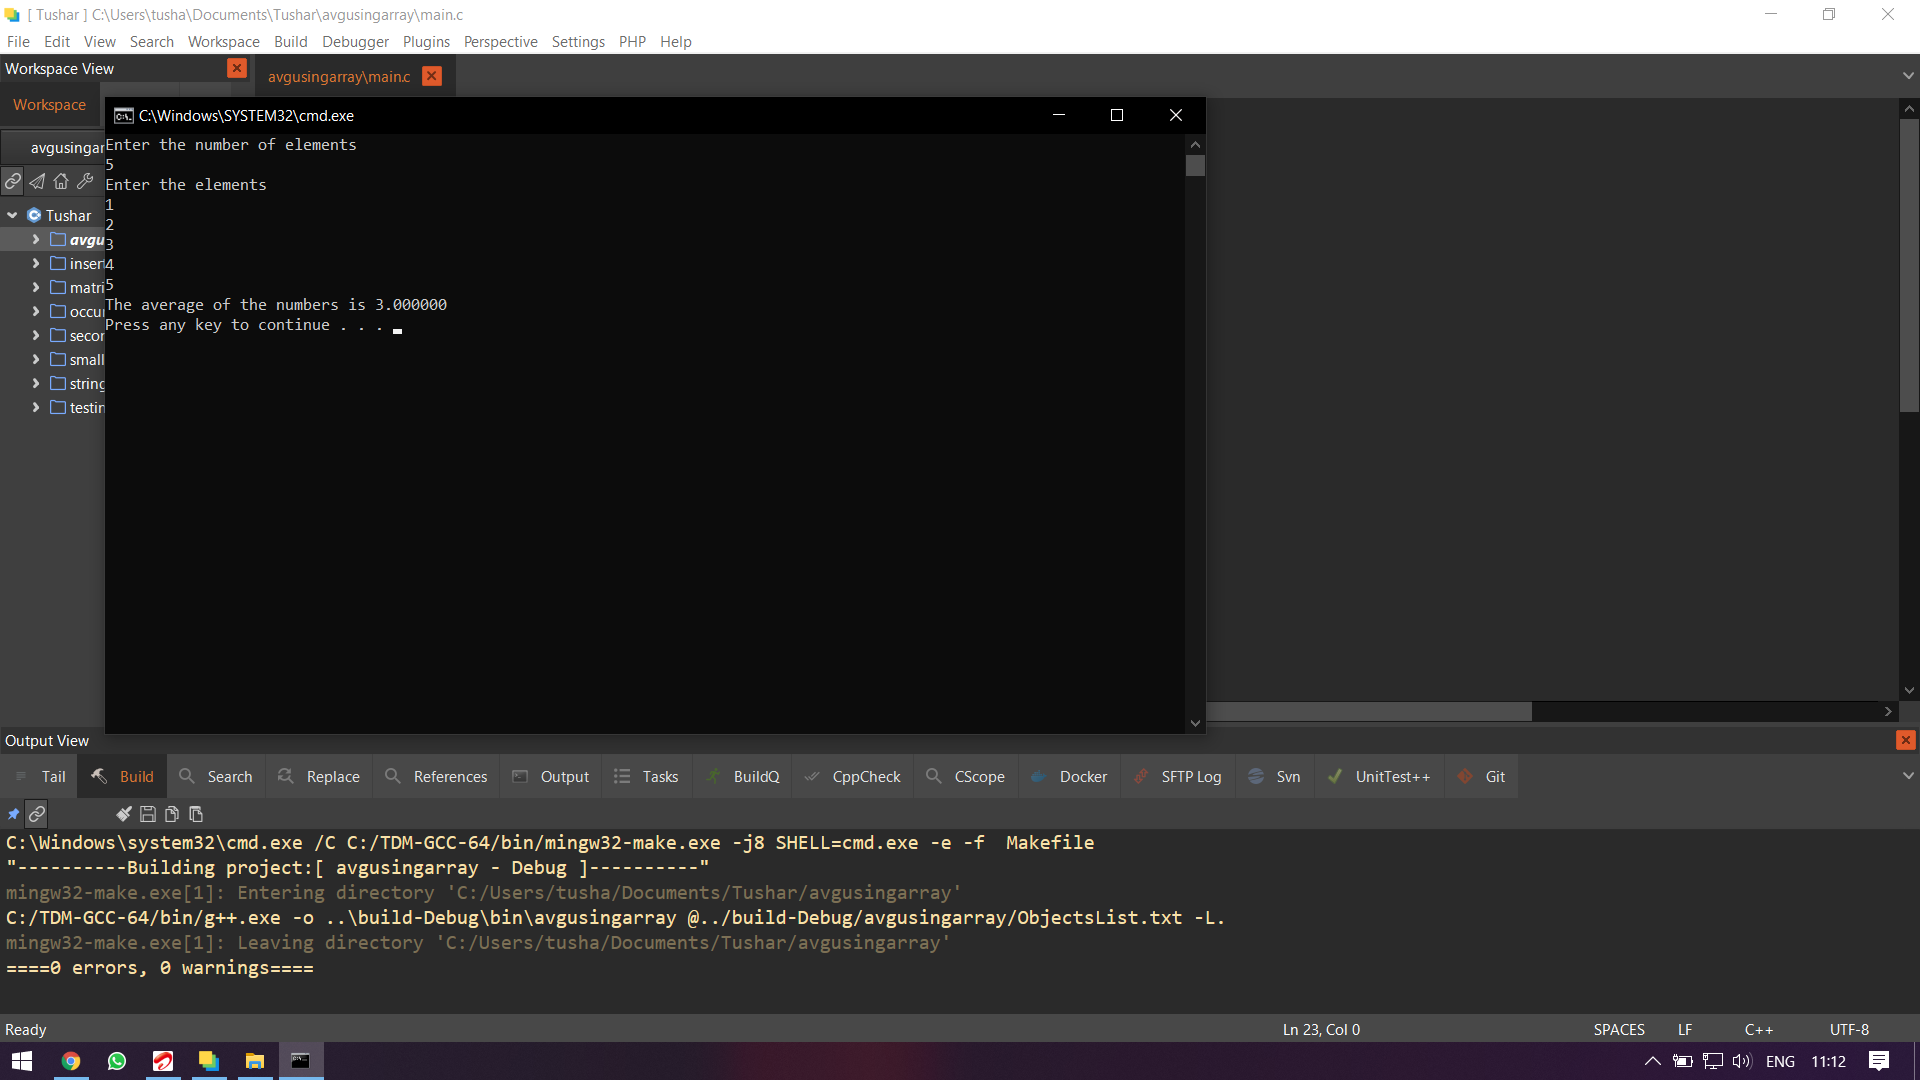 [ Tushar ] C:\Users\tusha\Documents\Tushar\avgusingarray\main.c
File Edit View Search Workspace Build Debugger Plugins Perspective Settings PHP Help
Workspace View
avgusingarray\main.c
Workspace
C:\Windows\SYSTEM32\cmd.exe
Enter the number of elements
5
Enter the elements
1
2
3
4
5
The average of the numbers is 3.000000
Press any key to continue . . .
avgusingar
Tushar
avgu
inser
matri
occur
secon
small
string
testin
Output View
Tail Build Search Replace References Output Tasks BuildQ CppCheck CScope Docker SFTP Log Svn UnitTest++ Git
C:\Windows\system32\cmd.exe /C C:/TDM-GCC-64/bin/mingw32-make.exe -j8 SHELL=cmd.exe -e -f  Makefile
"----------Building project:[ avgusingarray - Debug ]----------"
mingw32-make.exe[1]: Entering directory 'C:/Users/tusha/Documents/Tushar/avgusingarray'
C:/TDM-GCC-64/bin/g++.exe -o ..\build-Debug\bin\avgusingarray @../build-Debug/avgusingarray/ObjectsList.txt -L.
mingw32-make.exe[1]: Leaving directory 'C:/Users/tusha/Documents/Tushar/avgusingarray'
====0 errors, 0 warnings====
Ready
Ln 23, Col 0
SPACES LF C++ UTF-8
ENG 11:12